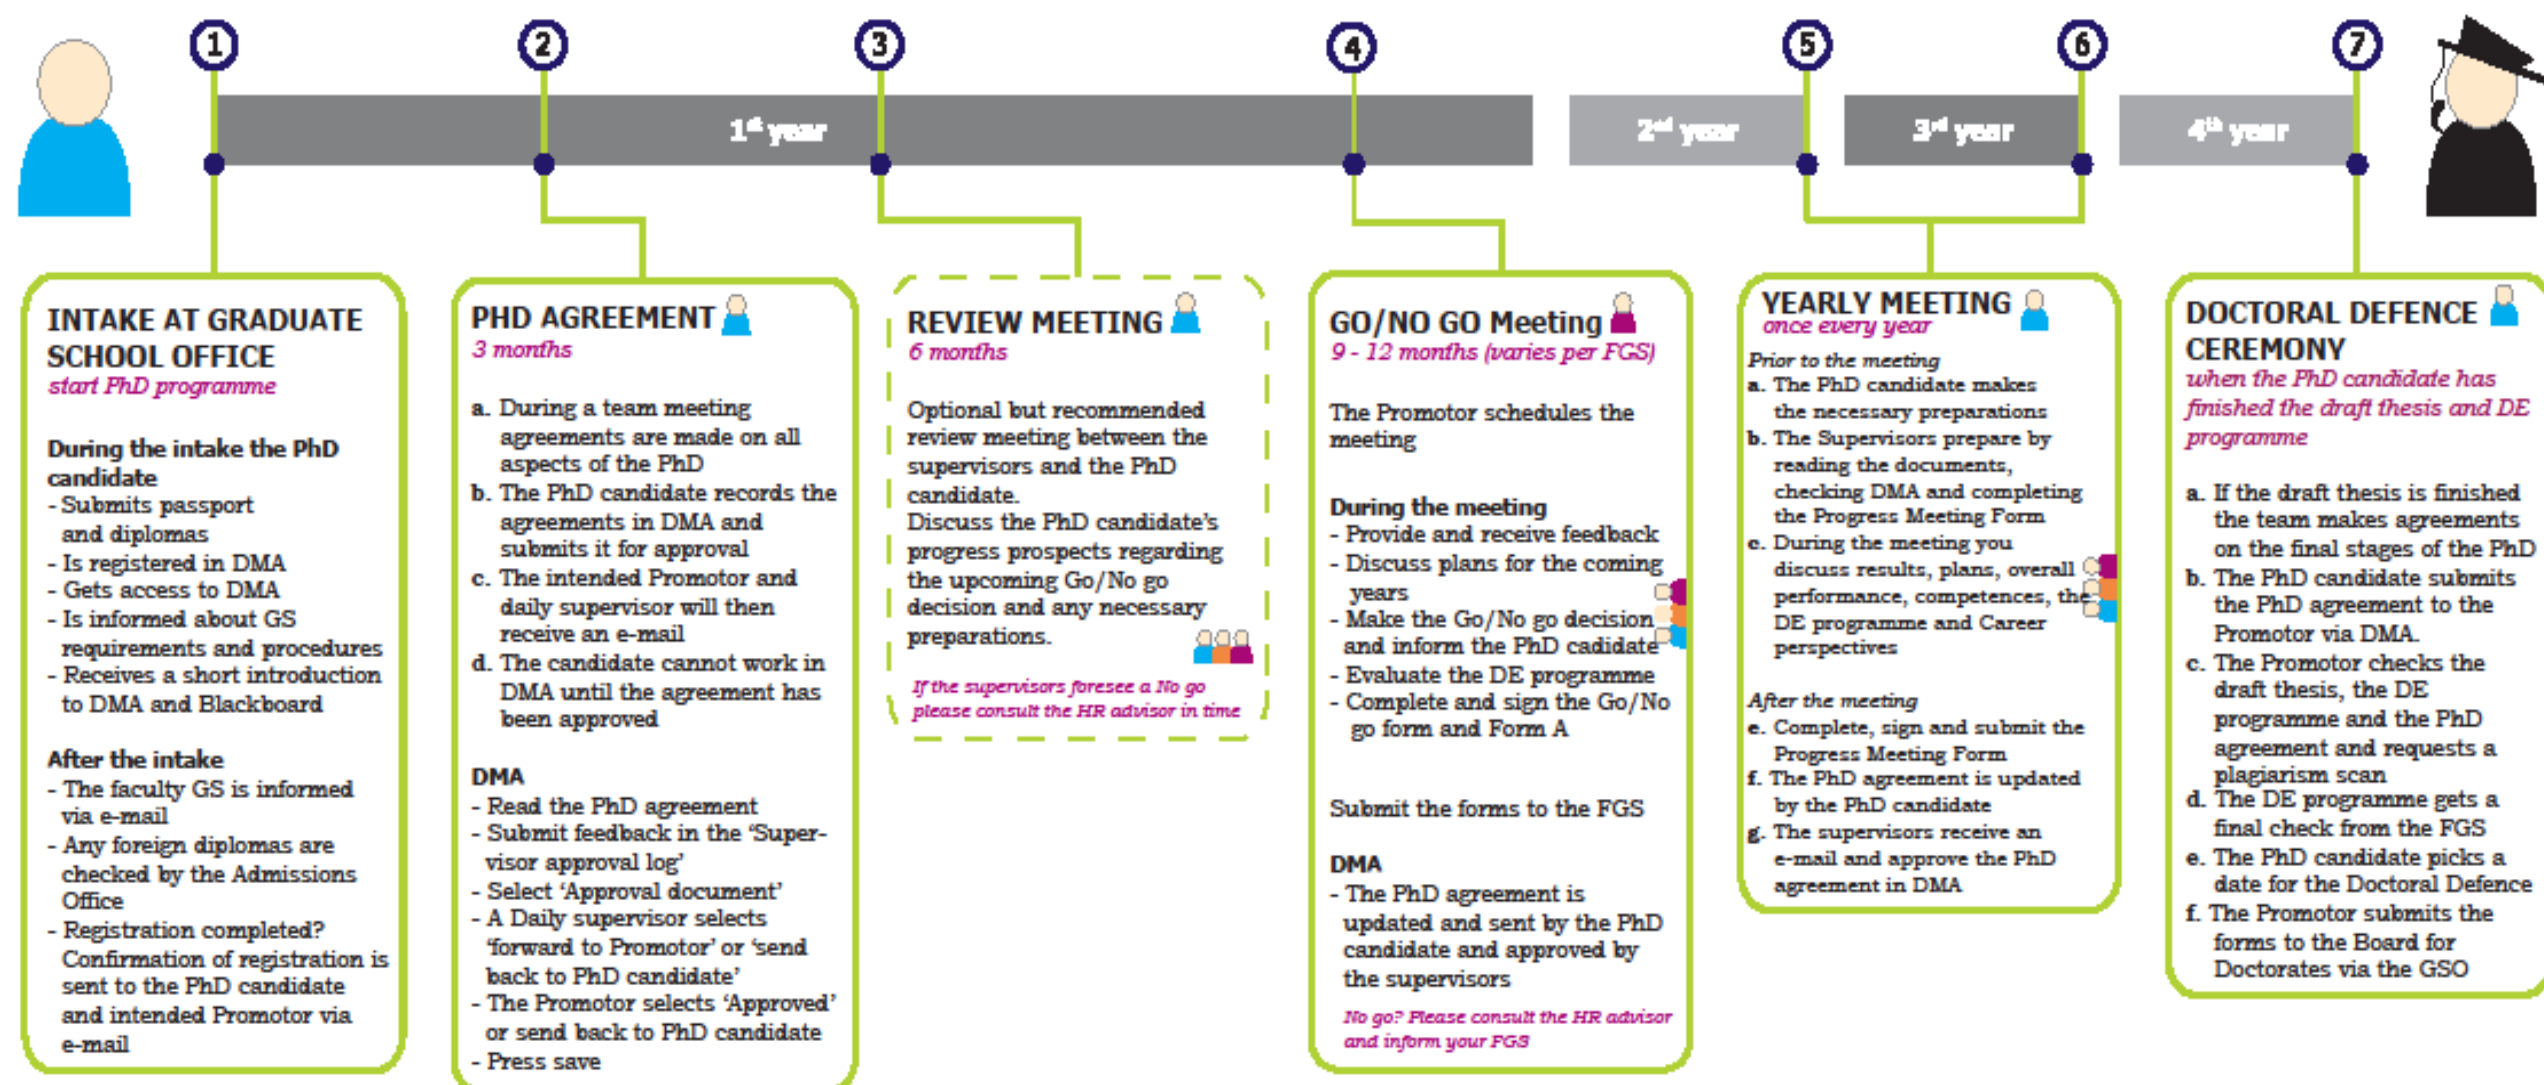 1
2
3
4
5
6
7
1st year
2nd year
3rd year
4th year
INTAKE AT GRADUATE
SCHOOL OFFICE
start PhD programme
During the intake the PhD
candidate
- Submits passport
and diplomas
- Is registered in DMA
- Gets access to DMA
- Is informed about GS
requirements and procedures
- Receives a short introduction
to DMA and Blackboard
After the intake
- The faculty GS is informed
via e-mail
- Any foreign diplomas are
checked by the Admissions
Office
- Registration completed?
Confirmation of registration is
sent to the PhD candidate
and intended Promotor via
e-mail
PHD AGREEMENT
3 months
a. During a team meeting
agreements are made on all
aspects of the PhD
b. The PhD candidate records the
agreements in DMA and
submits it for approval
c. The intended Promotor and
daily supervisor will then
receive an e-mail
d. The candidate cannot work in
DMA until the agreement has
been approved
DMA
- Read the PhD agreement
- Submit feedback in the ‘Super-
visor approval log’
- Select ‘Approval document’
- A Daily supervisor selects
‘forward to Promotor’ or ‘send
back to PhD candidate’
- The Promotor selects ‘Approved’
or send back to PhD candidate
- Press save
REVIEW MEETING
6 months
Optional but recommended
review meeting between the
supervisors and the PhD
candidate.
Discuss the PhD candidate’s
progress prospects regarding
the upcoming Go/No go
decision and any necessary
preparations.
If the supervisors foresee a No go
please consult the HR advisor in time
GO/NO GO Meeting
9 - 12 months (varies per FGS)
The Promotor schedules the
meeting
During the meeting
- Provide and receive feedback
- Discuss plans for the coming
years
- Make the Go/No go decision
and inform the PhD cadidate
- Evaluate the DE programme
- Complete and sign the Go/No
go form and Form A
Submit the forms to the FGS
DMA
- The PhD agreement is
updated and sent by the PhD
candidate and approved by
the supervisors
No go? Please consult the HR advisor
and inform your FGS
YEARLY MEETING
once every year
Prior to the meeting
a. The PhD candidate makes
the necessary preparations
b. The Supervisors prepare by
reading the documents,
checking DMA and completing
the Progress Meeting Form
c. During the meeting you
discuss results, plans, overall
performance, competences, the
DE programme and Career
perspectives
After the meeting
e. Complete, sign and submit the
Progress Meeting Form
f. The PhD agreement is updated
by the PhD candidate
g. The supervisors receive an
e-mail and approve the PhD
agreement in DMA
DOCTORAL DEFENCE
CEREMONY
when the PhD candidate has
finished the draft thesis and DE
programme
a. If the draft thesis is finished
the team makes agreements
on the final stages of the PhD
b. The PhD candidate submits
the PhD agreement to the
Promotor via DMA.
c. The Promotor checks the
draft thesis, the DE
programme and the PhD
agreement and requests a
plagiarism scan
d. The DE programme gets a
final check from the FGS
e. The PhD candidate picks a
date for the Doctoral Defence
f. The Promotor submits the
forms to the Board for
Doctorates via the GSO